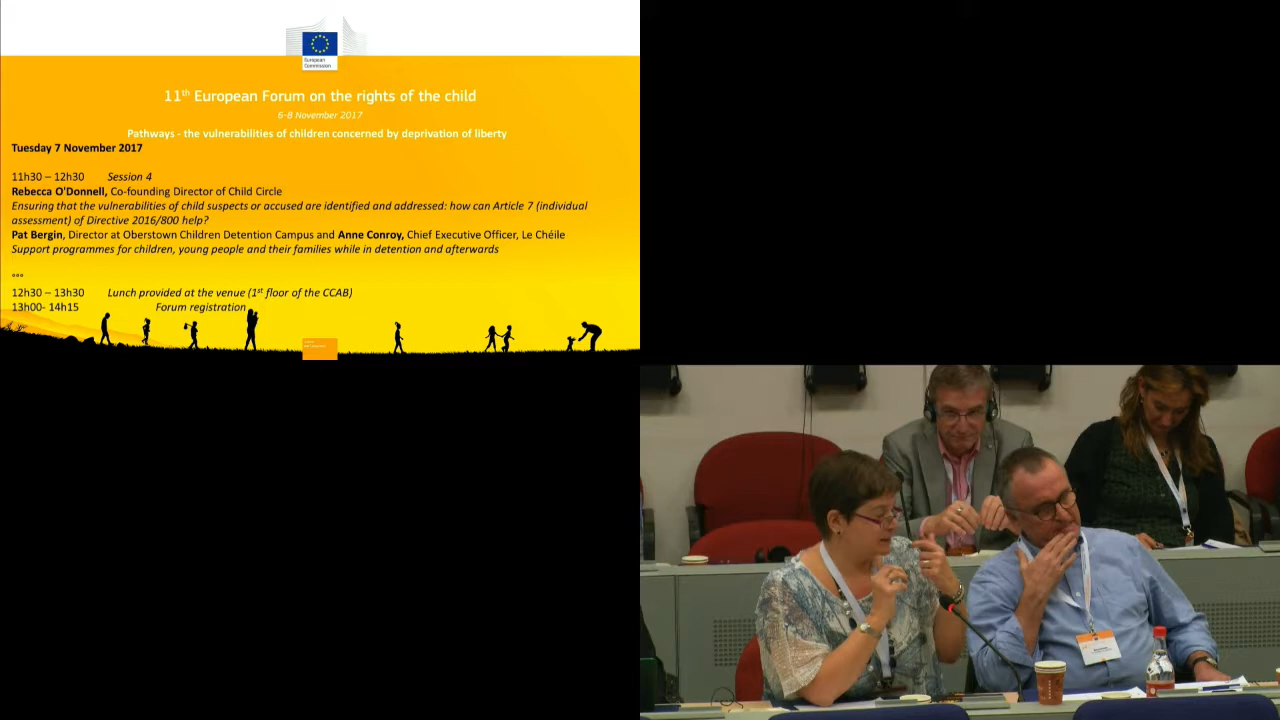 European
Commission
11th European Forum on the rights of the child
6-8 November 2017
Pathways - the vulnerabilities of children concerned by deprivation of liberty
Tuesday 7 November 2017
11h30 – 12h30 Session 4
Rebecca O'Donnell, Co-founding Director of Child Circle
Ensuring that the vulnerabilities of child suspects or accused are identified and addressed: how can Article 7 (individual
assessment) of Directive 2016/800 help?
Pat Bergin, Director at Oberstown Children Detention Campus and Anne Conroy, Chief Executive Officer, Le Chéile
Support programmes for children, young people and their families while in detention and afterwards
°°°
12h30 – 13h30 Lunch provided at the venue (1st floor of the CCAB)
13h00- 14h15 Forum registration